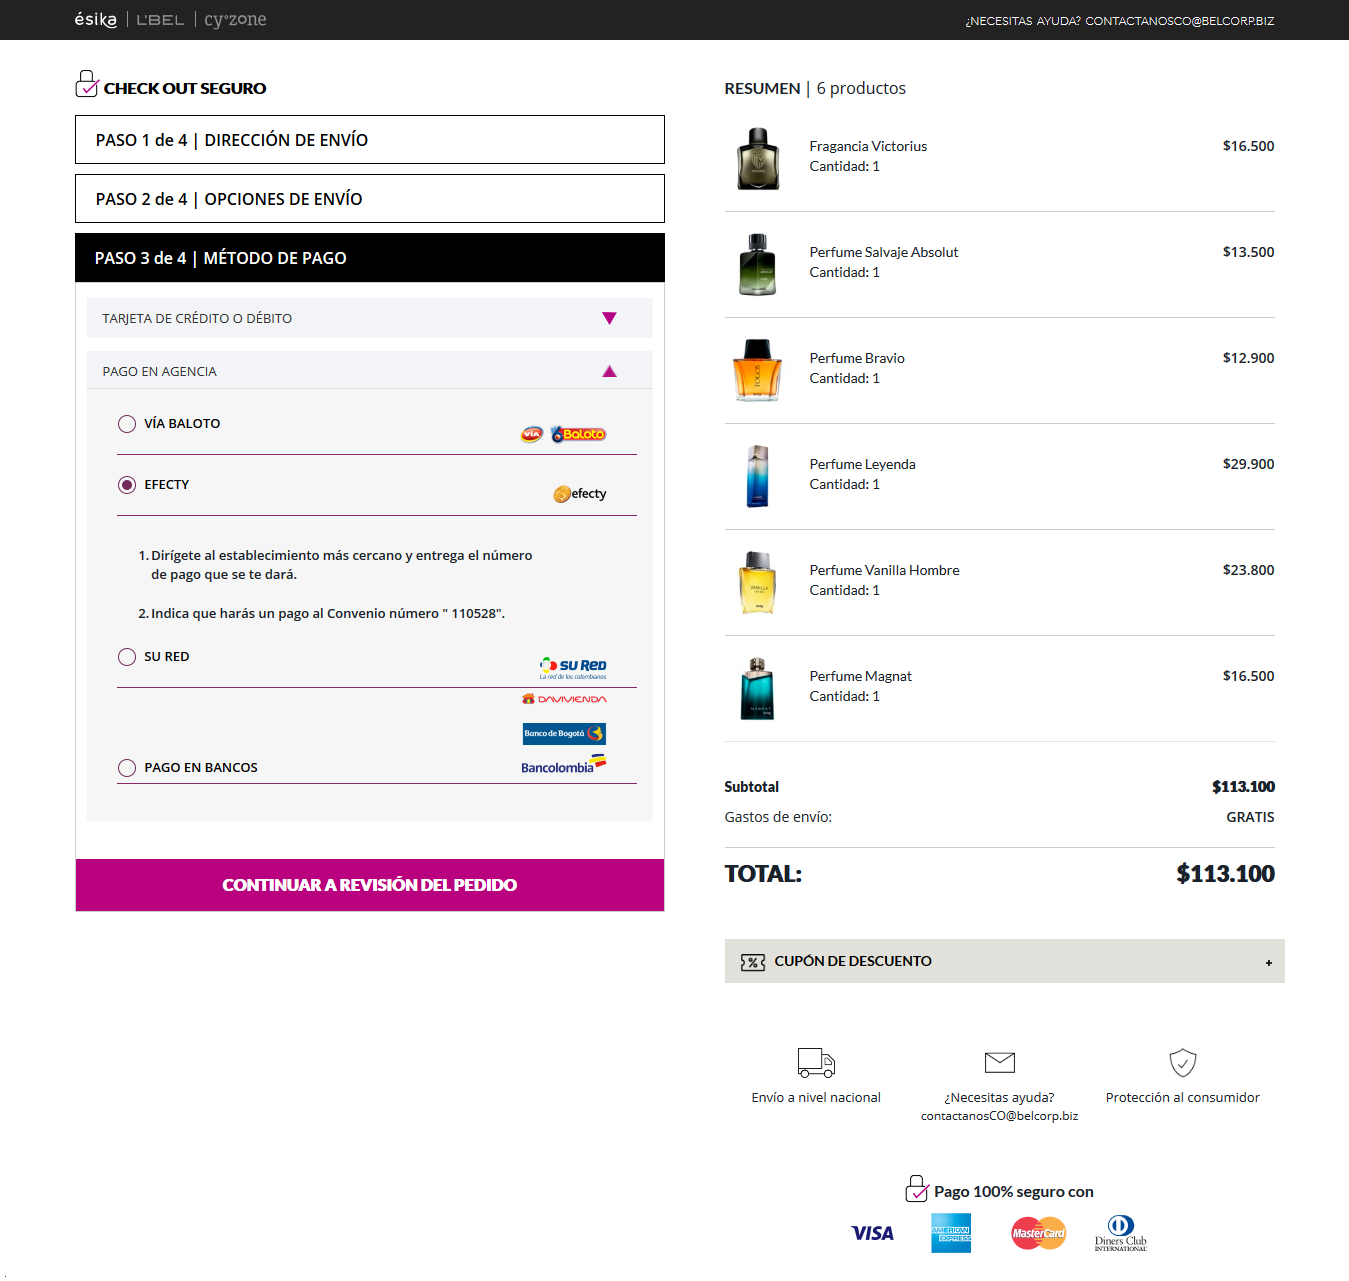 ésika | L'BEL | cy°zone
¿NECESITAS AYUDA? CONTACTANOSCO@BELCORP.BIZ
CHECK OUT SEGURO
PASO 1 de 4 | DIRECCIÓN DE ENVÍO
PASO 2 de 4 | OPCIONES DE ENVÍO
PASO 3 de 4 | MÉTODO DE PAGO
TARJETA DE CRÉDITO O DÉBITO
PAGO EN AGENCIA
VÍA BALOTO
VIA Baloto
EFECTY
efecty
1. Dirígete al establecimiento más cercano y entrega el número
de pago que se te dará.
2. Indica que harás un pago al Convenio número " 110528".
SU RED
su Red
La red de los colombianos
DAVIVIENDA
Banco de Bogotá
PAGO EN BANCOS
Bancolombia
CONTINUAR A REVISIÓN DEL PEDIDO
RESUMEN | 6 productos
Fragancia Victorius
Cantidad: 1
$16.500
Perfume Salvaje Absolut
Cantidad: 1
$13.500
Perfume Bravio
Cantidad: 1
$12.900
FOGOS
Perfume Leyenda
Cantidad: 1
$29.900
Perfume Vanilla Hombre
Cantidad: 1
$23.800
VANILLA
Perfume Magnat
Cantidad: 1
$16.500
MAGNAT
Subtotal $113.100
Gastos de envío: GRATIS
TOTAL: $113.100
CUPÓN DE DESCUENTO +
Envío a nivel nacional
¿Necesitas ayuda?
contactanosCO@belcorp.biz
Protección al consumidor
Pago 100% seguro con
VISA
AMERICAN EXPRESS
MasterCard
Diners Club
INTERNATIONAL